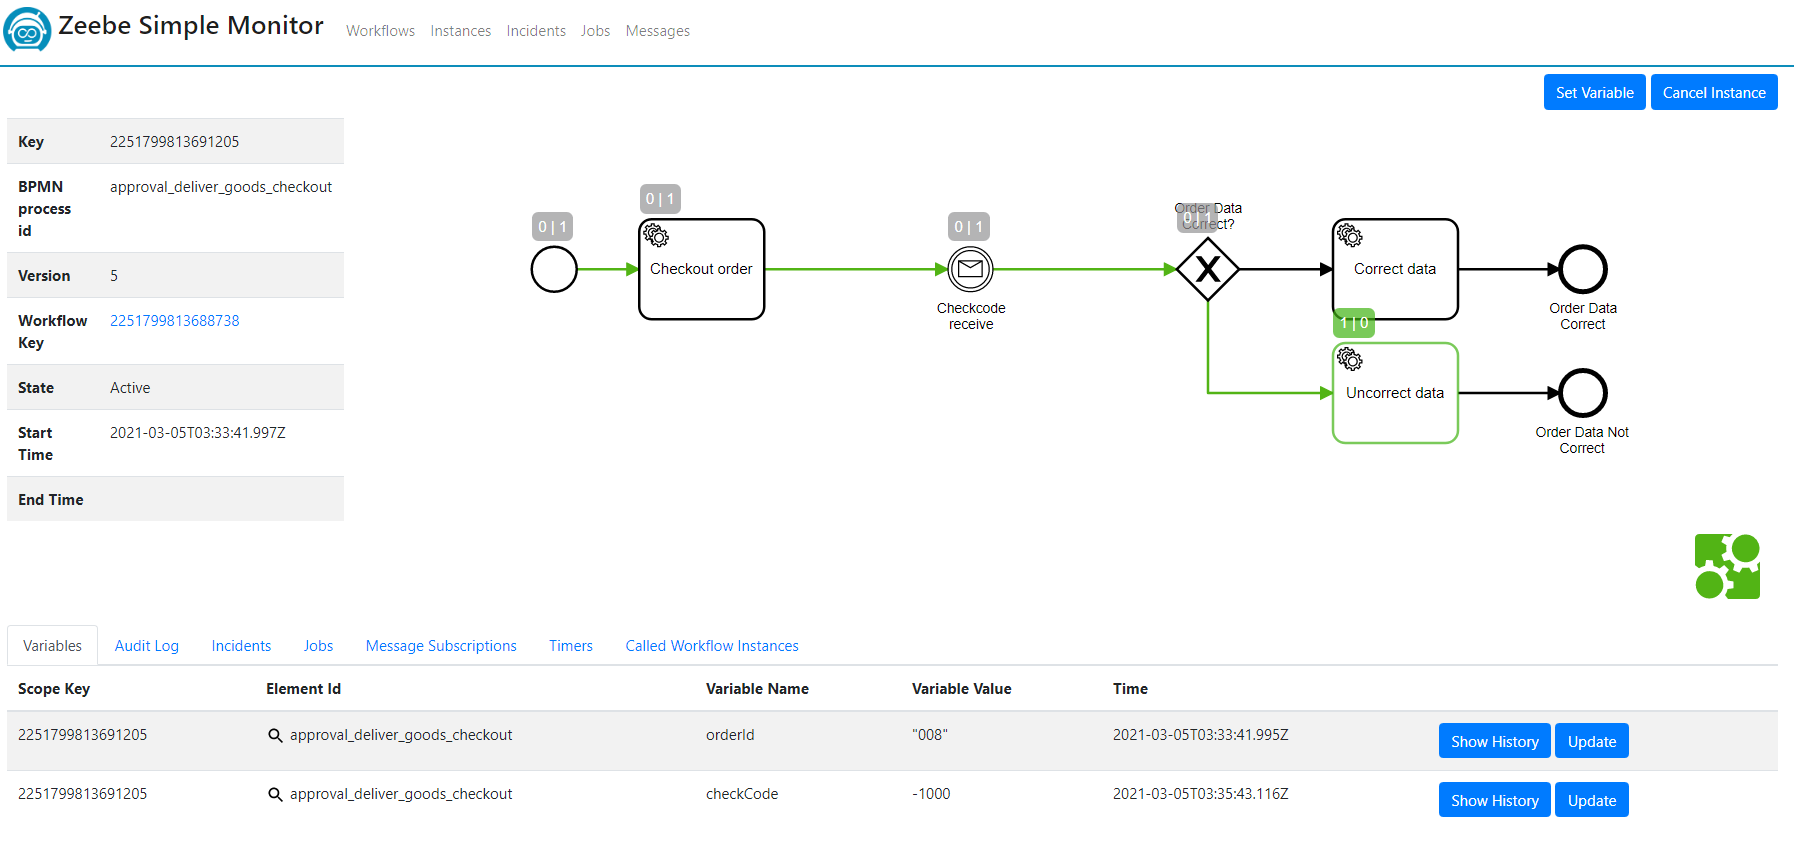 Zeebe Simple Monitor
Workflows Instances Incidents Jobs Messages
Set Variable Cancel Instance
Key 2251799813691205
BPMN process id approval_deliver_goods_checkout
Version 5
Workflow Key 2251799813688738
State Active
Start Time 2021-03-05T03:33:41.997Z
End Time
0 | 1
0 | 1
Checkout order
0 | 1
Checkcode
receive
Order Data
Correct?
0 | 1
X
Correct data
Order Data
Correct
1 | 0
Uncorrect data
Order Data Not
Correct
Variables Audit Log Incidents Jobs Message Subscriptions Timers Called Workflow Instances
Scope Key Element Id Variable Name Variable Value Time
2251799813691205 approval_deliver_goods_checkout orderId "008" 2021-03-05T03:33:41.995Z Show History Update
2251799813691205 approval_deliver_goods_checkout checkCode -1000 2021-03-05T03:35:43.116Z Show History Update